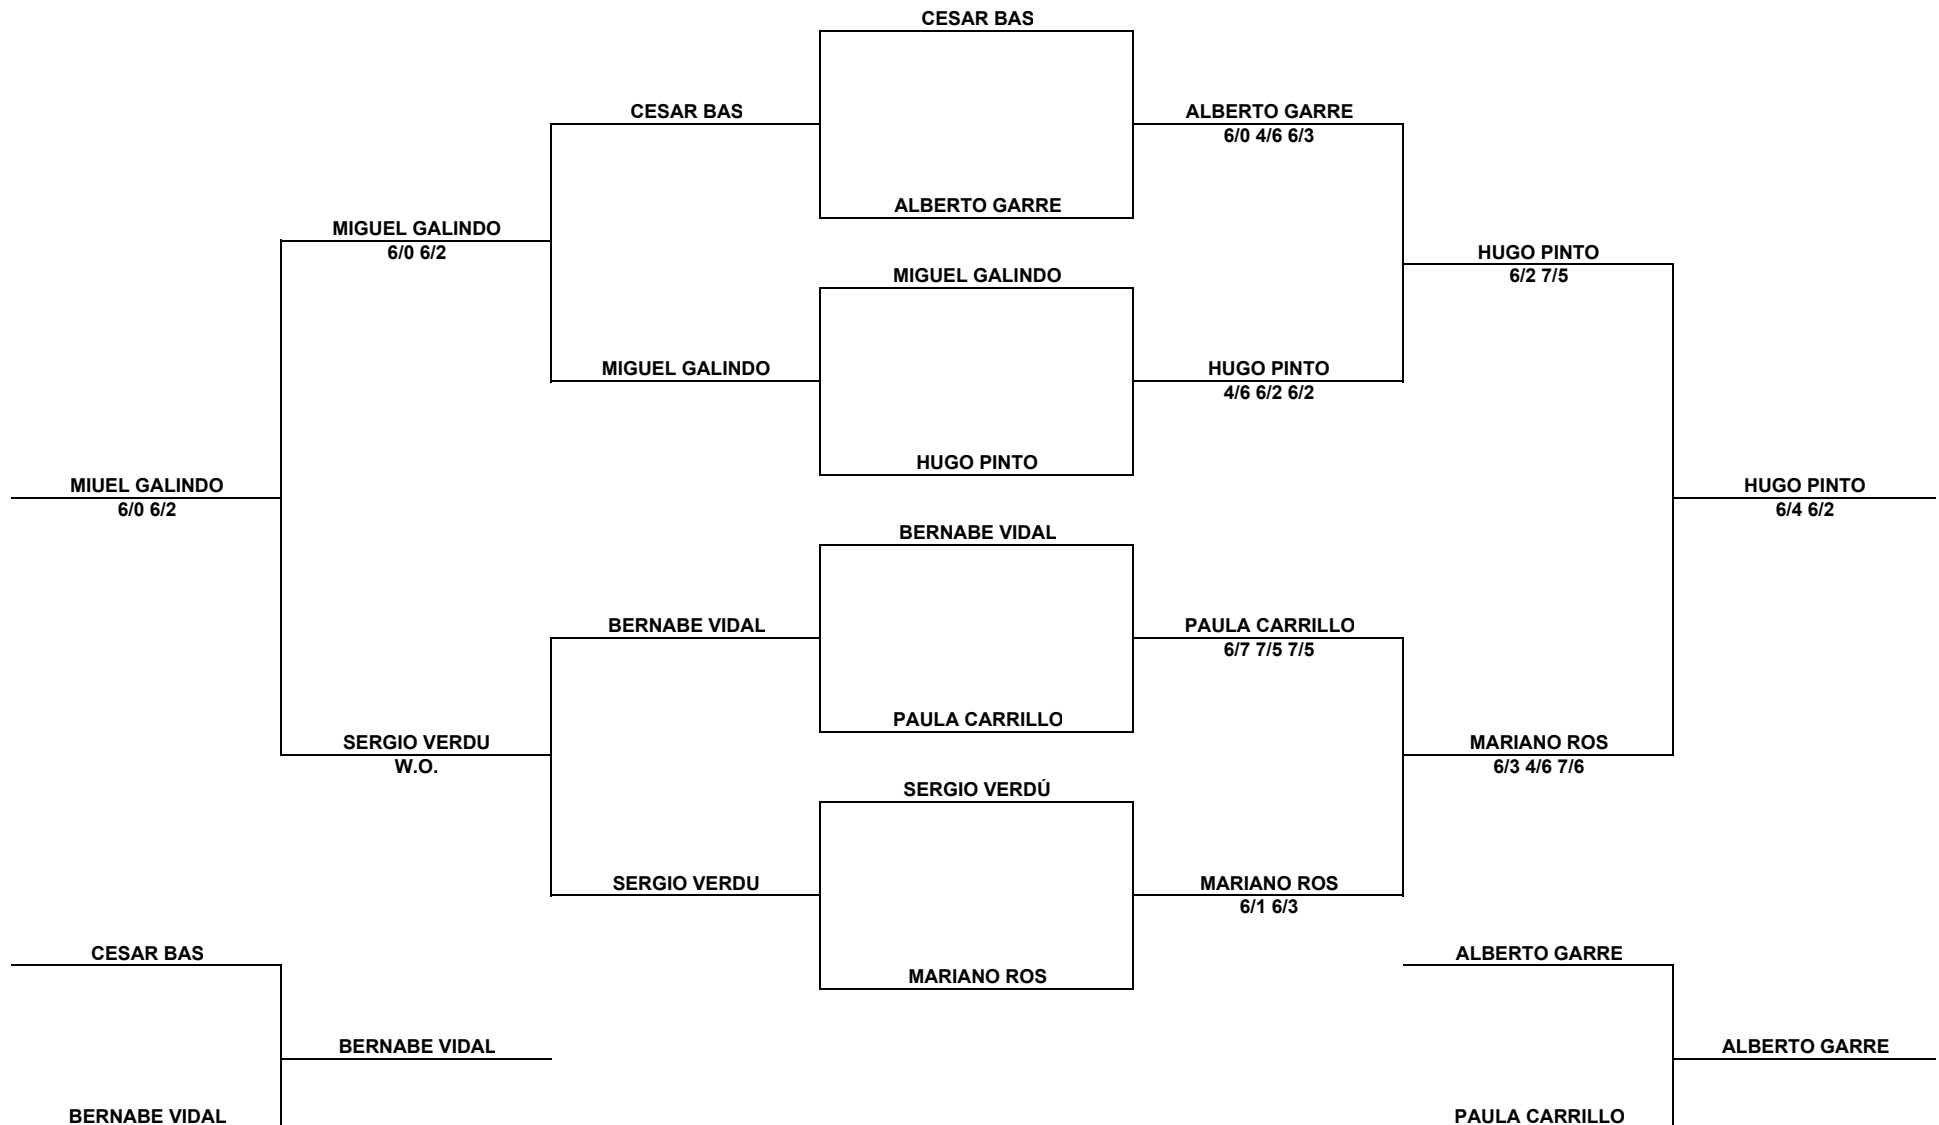 CESAR BAS
CESAR BAS
ALBERTO GARRE
6/0 4/6 6/3
ALBERTO GARRE
MIGUEL GALINDO
6/0 6/2
HUGO PINTO
6/2 7/5
MIGUEL GALINDO
MIGUEL GALINDO
HUGO PINTO
4/6 6/2 6/2
HUGO PINTO
MIUEL GALINDO
6/0 6/2
HUGO PINTO
6/4 6/2
BERNABE VIDAL
BERNABE VIDAL
PAULA CARRILLO
6/7 7/5 7/5
PAULA CARRILLO
SERGIO VERDU
W.O.
MARIANO ROS
6/3 4/6 7/6
SERGIO VERDÚ
SERGIO VERDU
MARIANO ROS
6/1 6/3
CESAR BAS
ALBERTO GARRE
MARIANO ROS
BERNABE VIDAL
ALBERTO GARRE
BERNABE VIDAL
PAULA CARRILLO